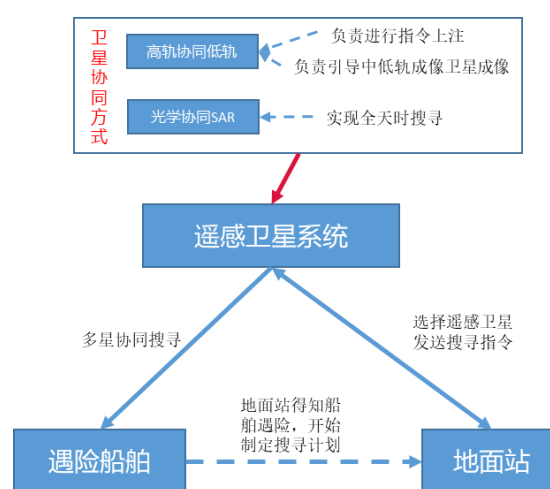 卫星协同方式
高轨协同低轨
负责进行指令上注
负责引导中低轨成像卫星成像
光学协同SAR
实现全天时搜寻
遥感卫星系统
多星协同搜寻
选择遥感卫星
发送搜寻指令
地面站得知船
舶遇险，开始
制定搜寻计划
遇险船舶
地面站